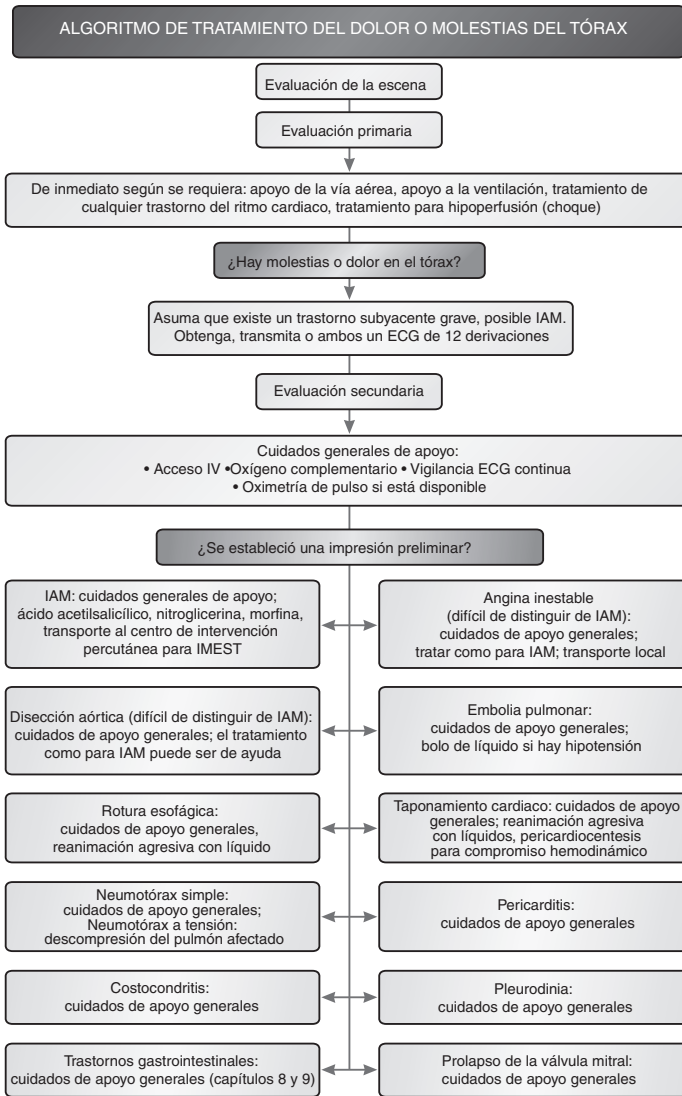 ALGORITMO DE TRATAMIENTO DEL DOLOR O MOLESTIAS DEL TÓRAX
Evaluación de la escena
Evaluación primaria
De inmediato según se requiera: apoyo de la vía aérea, apoyo a la ventilación, tratamiento de
cualquier trastorno del ritmo cardiaco, tratamiento para hipoperfusión (choque)
¿Hay molestias o dolor en el tórax?
Asuma que existe un trastorno subyacente grave, posible IAM.
Obtenga, transmita o ambos un ECG de 12 derivaciones
Evaluación secundaria
Cuidados generales de apoyo:
• Acceso IV •Oxígeno complementario • Vigilancia ECG continua
• Oximetría de pulso si está disponible
¿Se estableció una impresión preliminar?
IAM: cuidados generales de apoyo;
ácido acetilsalicílico, nitroglicerina, morfina,
transporte al centro de intervención
percutánea para IMEST
Angina inestable
(difícil de distinguir de IAM):
cuidados de apoyo generales;
tratar como para IAM; transporte local
Disección aórtica (difícil de distinguir de IAM):
cuidados de apoyo generales; el tratamiento
como para IAM puede ser de ayuda
Embolia pulmonar:
cuidados de apoyo generales;
bolo de líquido si hay hipotensión
Rotura esofágica:
cuidados de apoyo generales,
reanimación agresiva con líquido
Taponamiento cardiaco: cuidados de apoyo
generales; reanimación agresiva
con líquidos, pericardiocentesis
para compromiso hemodinámico
Neumotórax simple:
cuidados de apoyo generales;
Neumotórax a tensión:
descompresión del pulmón afectado
Pericarditis:
cuidados de apoyo generales
Costocondritis:
cuidados de apoyo generales
Pleurodinia:
cuidados de apoyo generales
Trastornos gastrointestinales:
cuidados de apoyo generales (capítulos 8 y 9)
Prolapso de la válvula mitral:
cuidados de apoyo generales